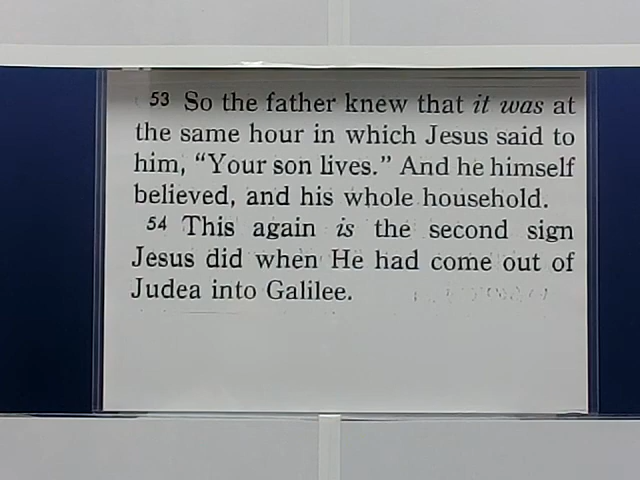 53 So the father knew that it was at
the same hour in which Jesus said to
him, “Your son lives.” And he himself
believed, and his whole household.
54 This again is the second sign
Jesus did when He had come out of
Judea into Galilee.